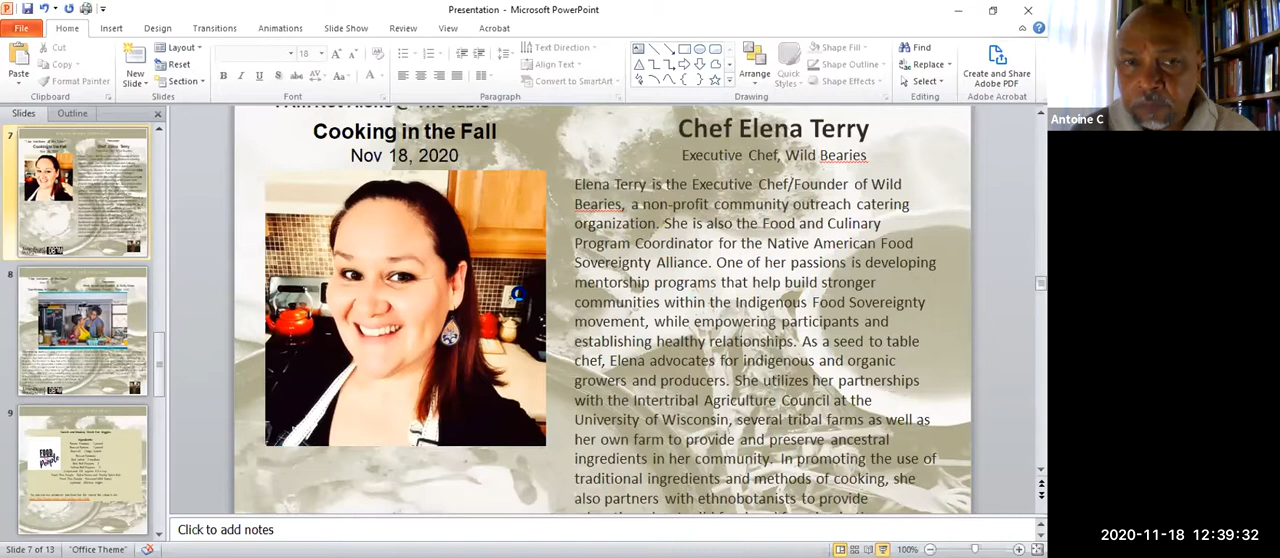 Presentation - Microsoft PowerPoint
File
Home
Insert
Design
Transitions
Animations
Slide Show
Review
View
Acrobat
Paste
Cut
Copy
Format Painter
Clipboard
New
Slide
Layout
Reset
Section
Slides
18
Font
Paragraph
Text Direction
Align Text
Convert to SmartArt
Arrange
Quick
Styles
Shape Fill
Shape Outline
Shape Effects
Drawing
Find
Replace
Select
Editing
Create and Share
Adobe PDF
Adobe Acrobat
Antoine C
Slides
Outline
7
8
9
Cooking in the Fall
Nov 18, 2020
Chef Elena Terry
Executive Chef, Wild Bearies
Elena Terry is the Executive Chef/Founder of Wild
Bearies, a non-profit community outreach catering
organization. She is also the Food and Culinary
Program Coordinator for the Native American Food
Sovereignty Alliance. One of her passions is developing
mentorship programs that help build stronger
communities within the Indigenous Food Sovereignty
movement, while empowering participants and
establishing healthy relationships. As a seed to table
chef, Elena advocates for indigenous and organic
growers and producers. She utilizes her partnerships
with the Intertribal Agriculture Council at the
University of Wisconsin, several tribal farms as well as
her own farm to provide and preserve ancestral
ingredients in her community. In promoting the use of
traditional ingredients and methods of cooking, she
also partners with ethnobotanists to provide
Click to add notes
Slide 7 of 13
"Office Theme"
100%
2020-11-18 12:39:32